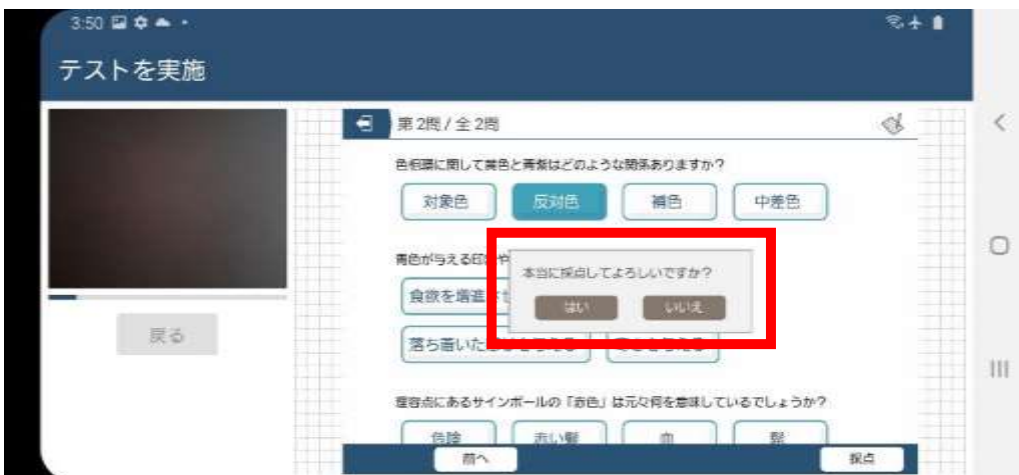 3:50
テストを実施
第2問/全2問
色相環に関して黄色と青紫はどのような関係ありますか?
対象色
反対色
補色
中差色
青色が与える印
本当に採点してよろしいですか?
はい
いいえ
食欲を増進
落ち着いた
戻る
理容点にあるサインポールの「赤色」は元々何を意味しているでしょうか?
危険
赤い髪
血
髪
前へ
採点